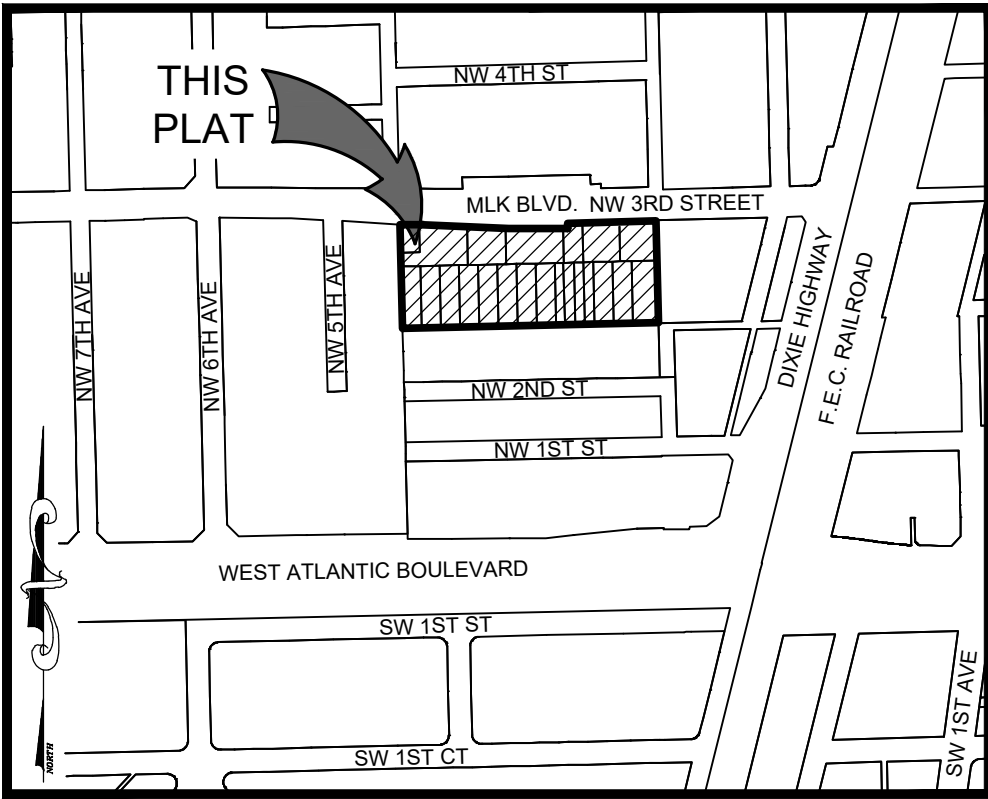 NW 4TH ST
THIS
PLAT
MLK BLVD. NW 3RD STREET
NW 7TH AVE
NW 6TH AVE
NW 5TH AVE
DIXIE HIGHWAY
F.E.C. RAILROAD
NW 2ND ST
NW 1ST ST
WEST ATLANTIC BOULEVARD
SW 1ST ST
SW 1ST AVE
SW 1ST CT
NORTH